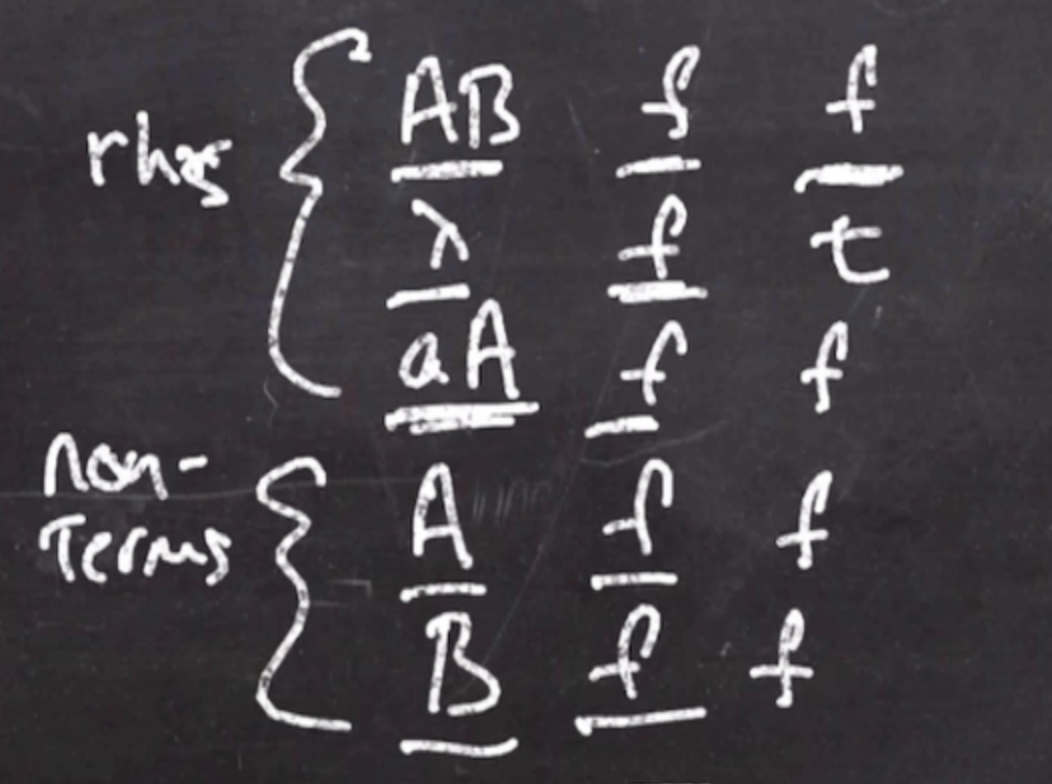 rhs { AB f f
λ f t
aA f f
non-
Terms { A f f
B f f